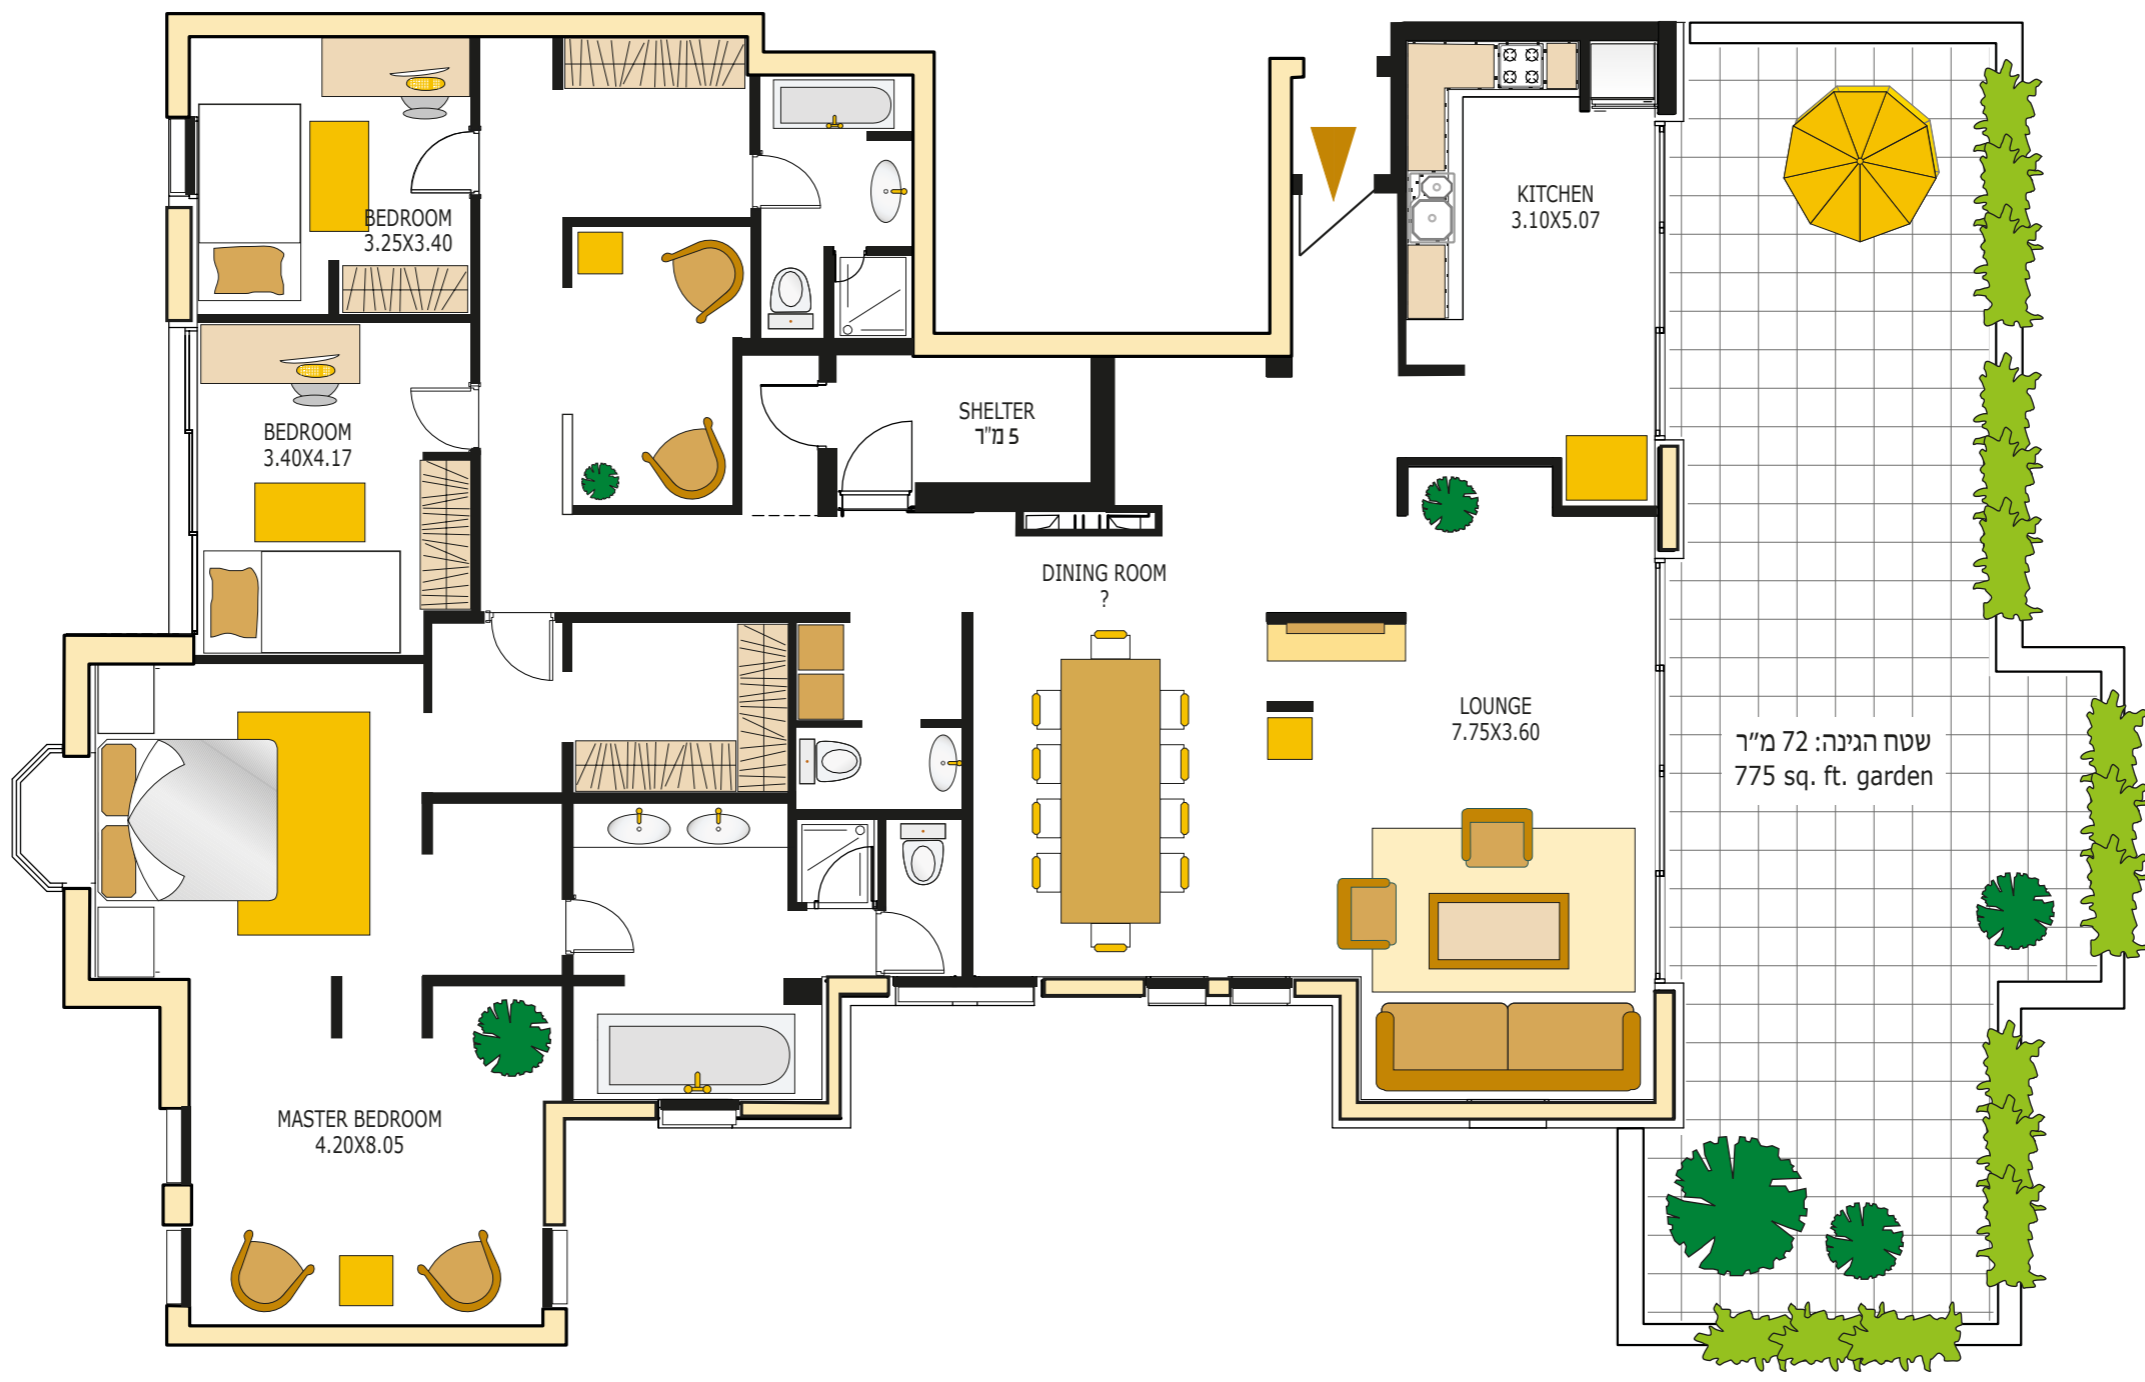 BEDROOM
3.25X3.40
KITCHEN
3.10X5.07
BEDROOM
3.40X4.17
SHELTER
5 מ"ר
DINING ROOM
?
LOUNGE
7.75X3.60
שטח הגינה: 72 מ״ר
775 sq. ft. garden
MASTER BEDROOM
4.20X8.05